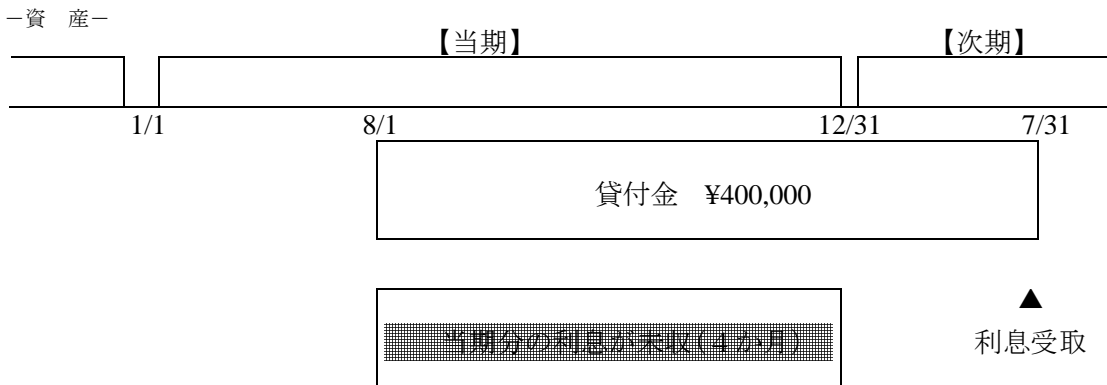 －資　産－
【当期】　【次期】
1/1　8/1　12/31　7/31
貸付金　¥400,000
▲
当期分の利息が未収(４か月)　利息受取